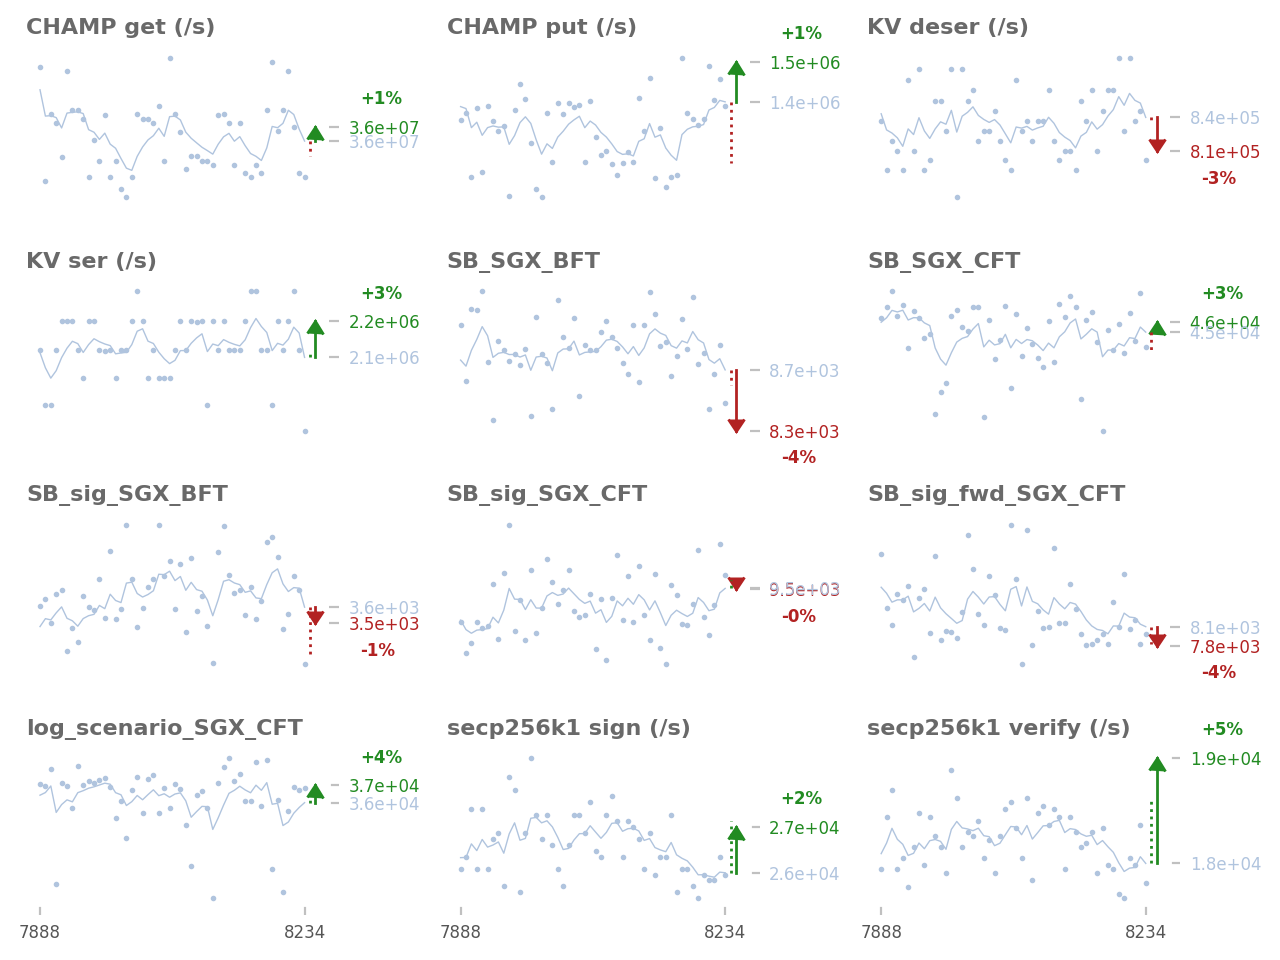 CHAMP get (/s)
+1%
3.6e+07
3.6e+07
CHAMP put (/s)
+1%
1.5e+06
1.4e+06
KV deser (/s)
8.4e+05
8.1e+05
-3%
KV ser (/s)
+3%
2.2e+06
2.1e+06
SB_SGX_BFT
8.7e+03
8.3e+03
-4%
SB_SGX_CFT
+3%
4.6e+04
4.5e+04
SB_sig_SGX_BFT
3.6e+03
3.5e+03
-1%
SB_sig_SGX_CFT
9.5e+03
-0%
SB_sig_fwd_SGX_CFT
8.1e+03
7.8e+03
-4%
log_scenario_SGX_CFT
+4%
3.7e+04
3.6e+04
7888
8234
secp256k1 sign (/s)
+2%
2.7e+04
2.6e+04
7888
8234
secp256k1 verify (/s)
+5%
1.9e+04
1.8e+04
7888
8234